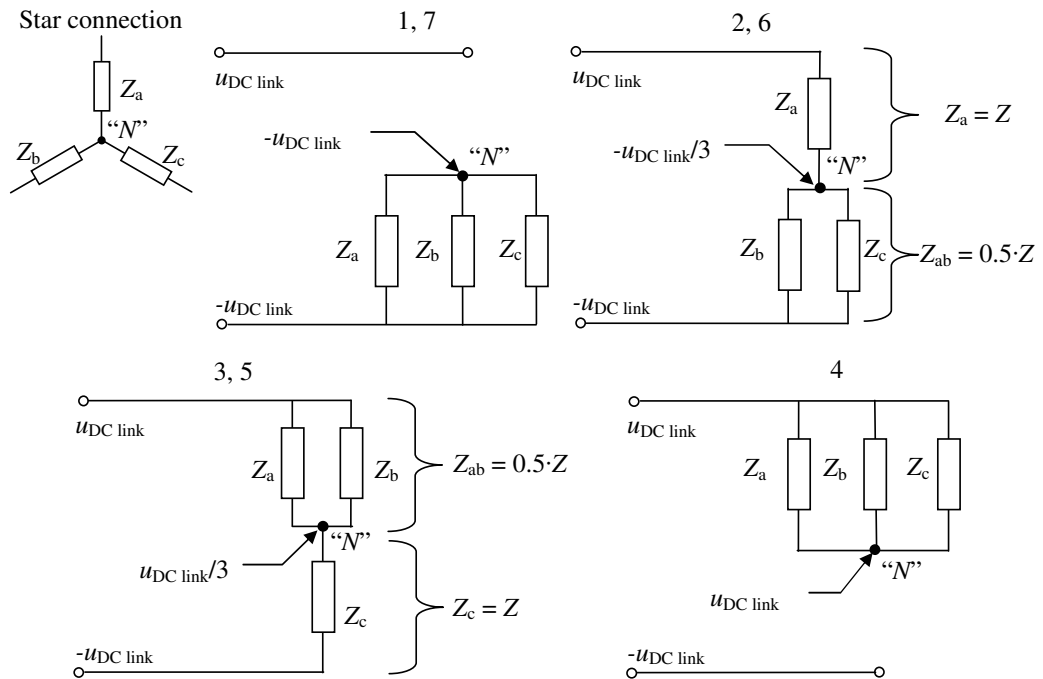 Star connection
Z_a
"N"
Z_b
Z_c
1, 7
u_DC link
-u_DC link
"N"
Z_a
Z_b
Z_c
-u_DC link
2, 6
u_DC link
Z_a
Z_a = Z
-u_DC link/3
"N"
Z_b
Z_c
Z_ab = 0.5·Z
-u_DC link
3, 5
u_DC link
Z_a
Z_b
Z_ab = 0.5·Z
"N"
u_DC link/3
Z_c
Z_c = Z
-u_DC link
4
u_DC link
Z_a
Z_b
Z_c
"N"
u_DC link
-u_DC link